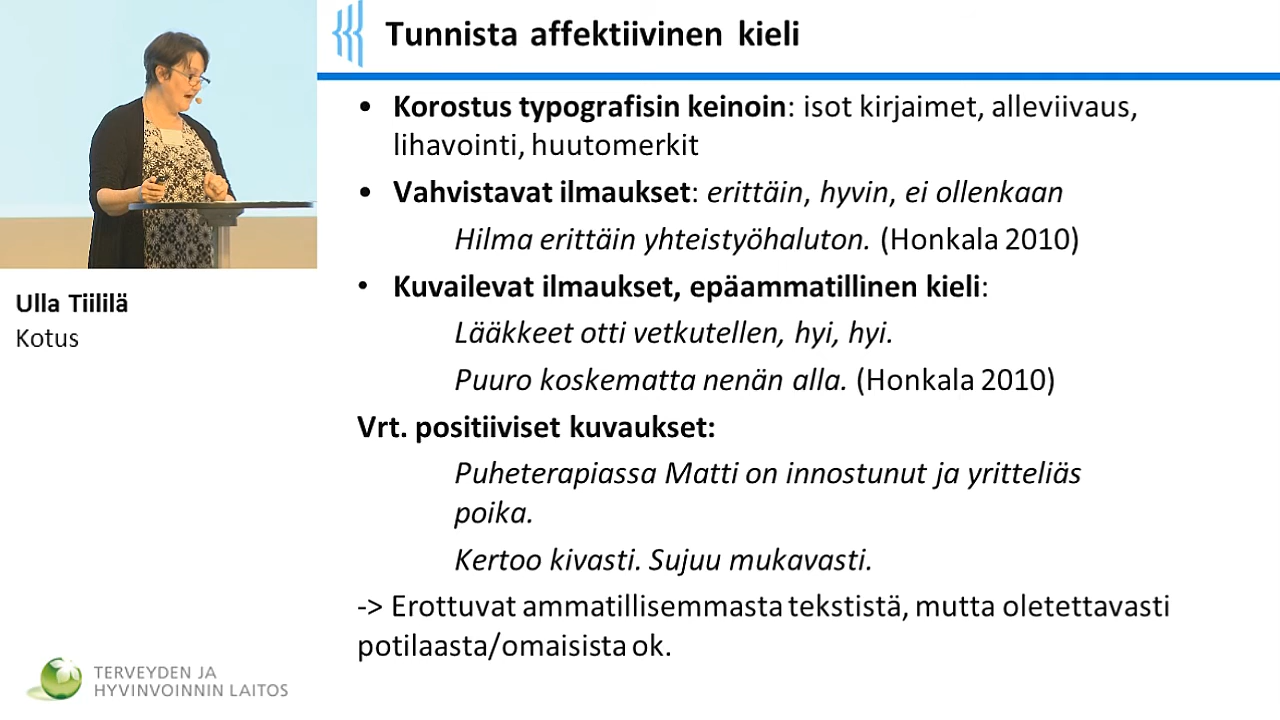 Tunnista affektiivinen kieli
• Korostus typografisin keinoin: isot kirjaimet, alleviivaus,
lihavointi, huutomerkit
• Vahvistavat ilmaukset: erittäin, hyvin, ei ollenkaan
Hilma erittäin yhteistyöhaluton. (Honkala 2010)
• Kuvailevat ilmaukset, epäammatillinen kieli:
Lääkkeet otti vetkutellen, hyi, hyi.
Puuro koskematta nenän alla. (Honkala 2010)
Vrt. positiiviset kuvaukset:
Puheterapiassa Matti on innostunut ja yritteliäs
poika.
Kertoo kivasti. Sujuu mukavasti.
-> Erottuvat ammatillisemmasta tekstistä, mutta oletettavasti
potilaasta/omaisista ok.
Ulla Tiililä
Kotus
TERVEYDEN JA
HYVINVOINNIN LAITOS